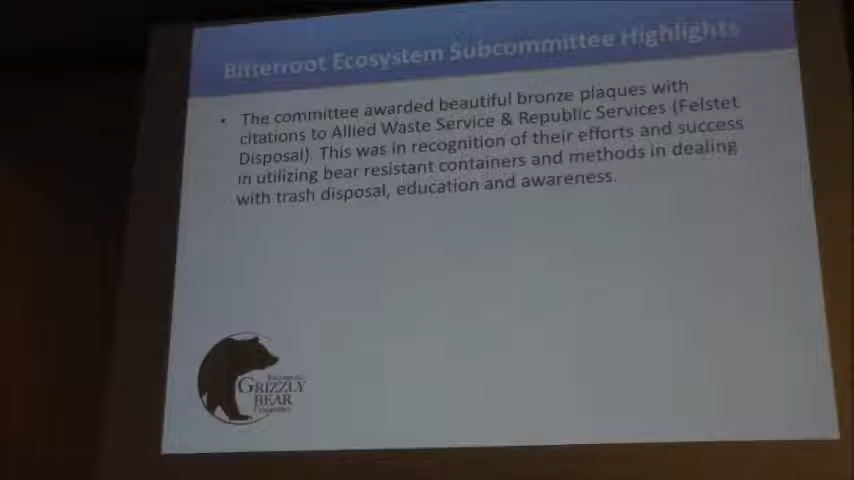 Bitterroot Ecosystem Subcommittee Highlights
• The committee awarded beautiful bronze plaques with
citations to Allied Waste Service & Republic Services (Felstet
Disposal). This was in recognition of their efforts and success
in utilizing bear resistant containers and methods in dealing
with trash disposal, education and awareness.
GRIZZLY
BEAR